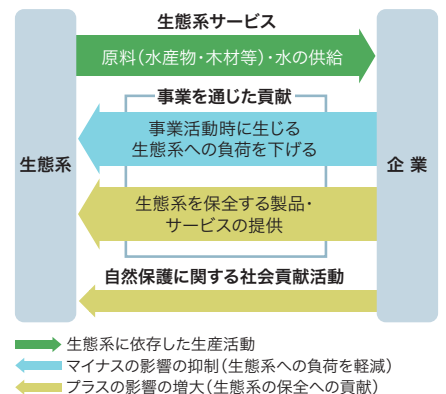 生態系サービス
原料(水産物・木材等)・水の供給
事業を通じた貢献
事業活動時に生じる
生態系への負荷を下げる
生態系
企業
生態系を保全する製品・
サービスの提供
自然保護に関する社会貢献活動
生態系に依存した生産活動
マイナスの影響の抑制(生態系への負荷を軽減)
プラスの影響の増大(生態系の保全への貢献)